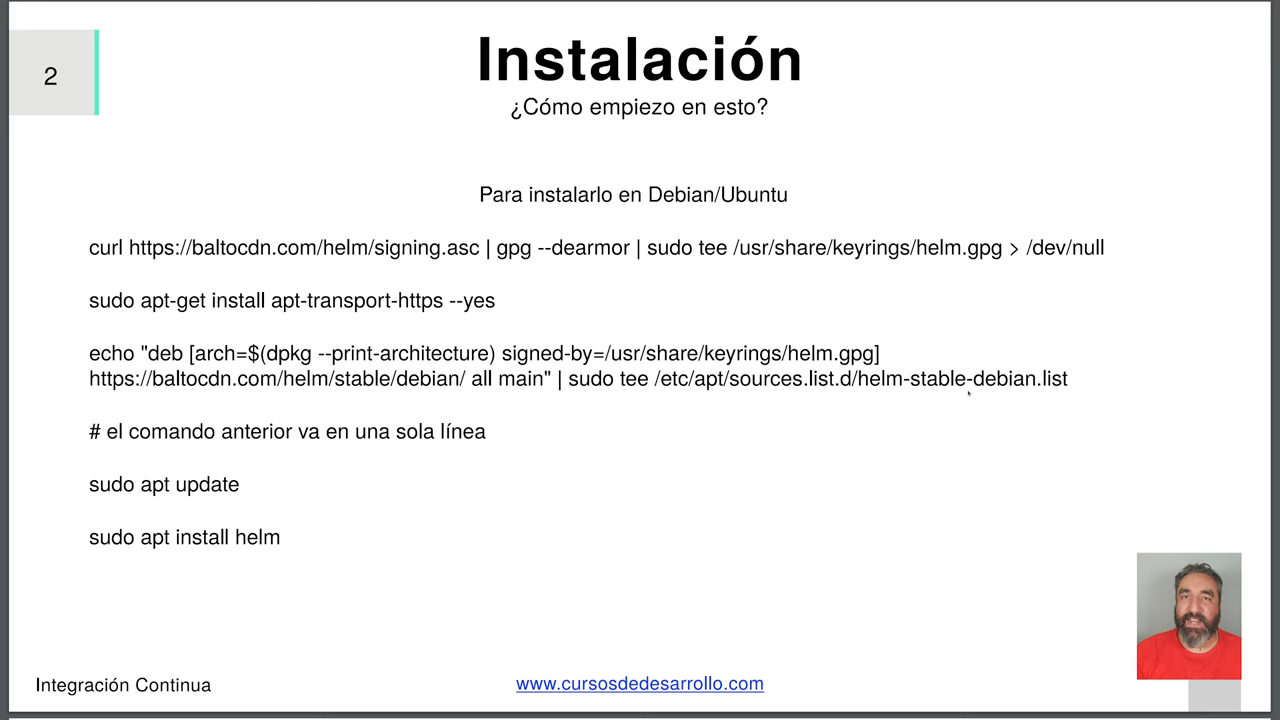 2
Instalación
¿Cómo empiezo en esto?
Para instalarlo en Debian/Ubuntu
curl https://baltocdn.com/helm/signing.asc | gpg --dearmor | sudo tee /usr/share/keyrings/helm.gpg > /dev/null
sudo apt-get install apt-transport-https --yes
echo "deb [arch=$(dpkg --print-architecture) signed-by=/usr/share/keyrings/helm.gpg]
https://baltocdn.com/helm/stable/debian/ all main" | sudo tee /etc/apt/sources.list.d/helm-stable-debian.list
# el comando anterior va en una sola línea
sudo apt update
sudo apt install helm
Integración Continua
www.cursosdedesarrollo.com